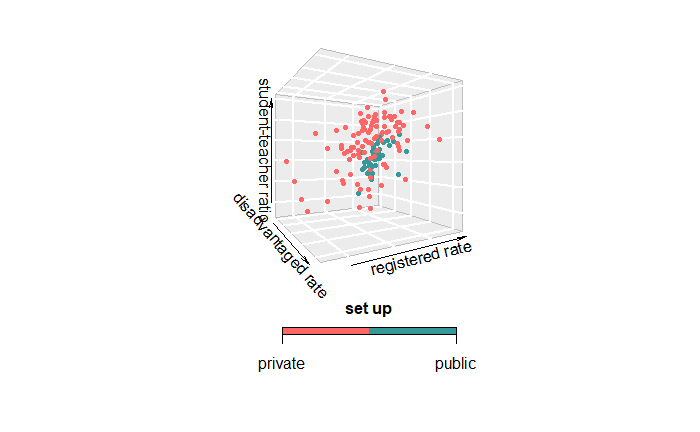 student-teacher ratio
disadvantaged rate
registered rate
set up
private
public